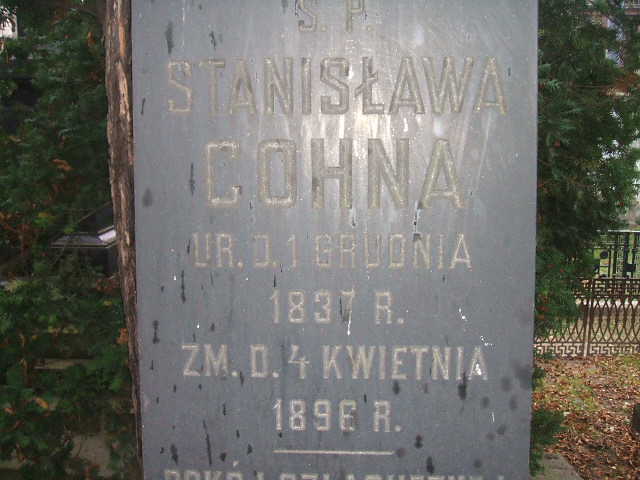 Ś. P.
STANISŁAWA
COHNA
UR. D. 1 GRUDNIA
1837 R.
ZM. D. 4 KWIETNIA
1896 R.